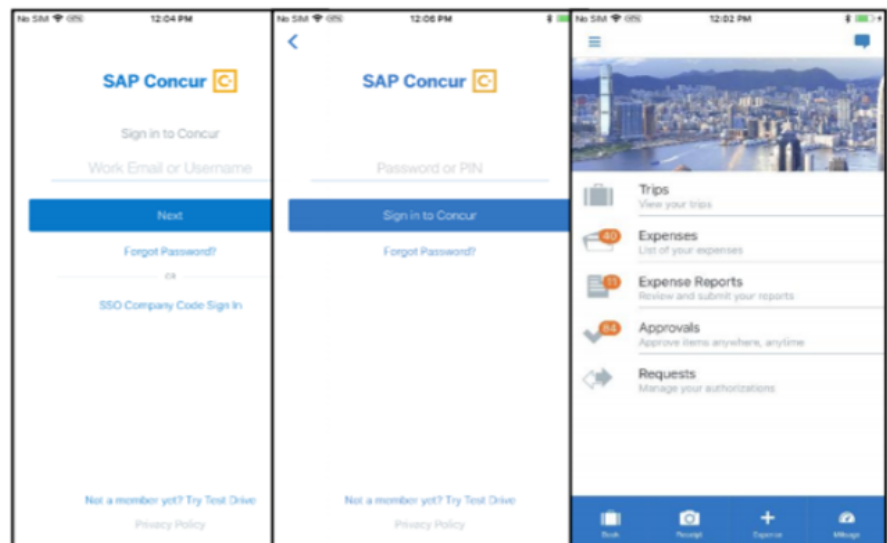 No SIM
12:04 PM
SAP Concur C·
Sign in to Concur
Work Email or Username
Next
Forgot Password?
OR
SSO Company Code Sign In
Not a member yet? Try Test Drive
Privacy Policy
No SIM
12:06 PM
SAP Concur C·
Password or PIN
Sign in to Concur
Forgot Password?
Not a member yet? Try Test Drive
Privacy Policy
No SIM
12:02 PM
Trips
View your trips
40
Expenses
List of your expenses
11
Expense Reports
Review and submit your reports
84
Approvals
Approve items anywhere, anytime
Requests
Manage your authorizations
Book
Receipt
Expense
Mileage